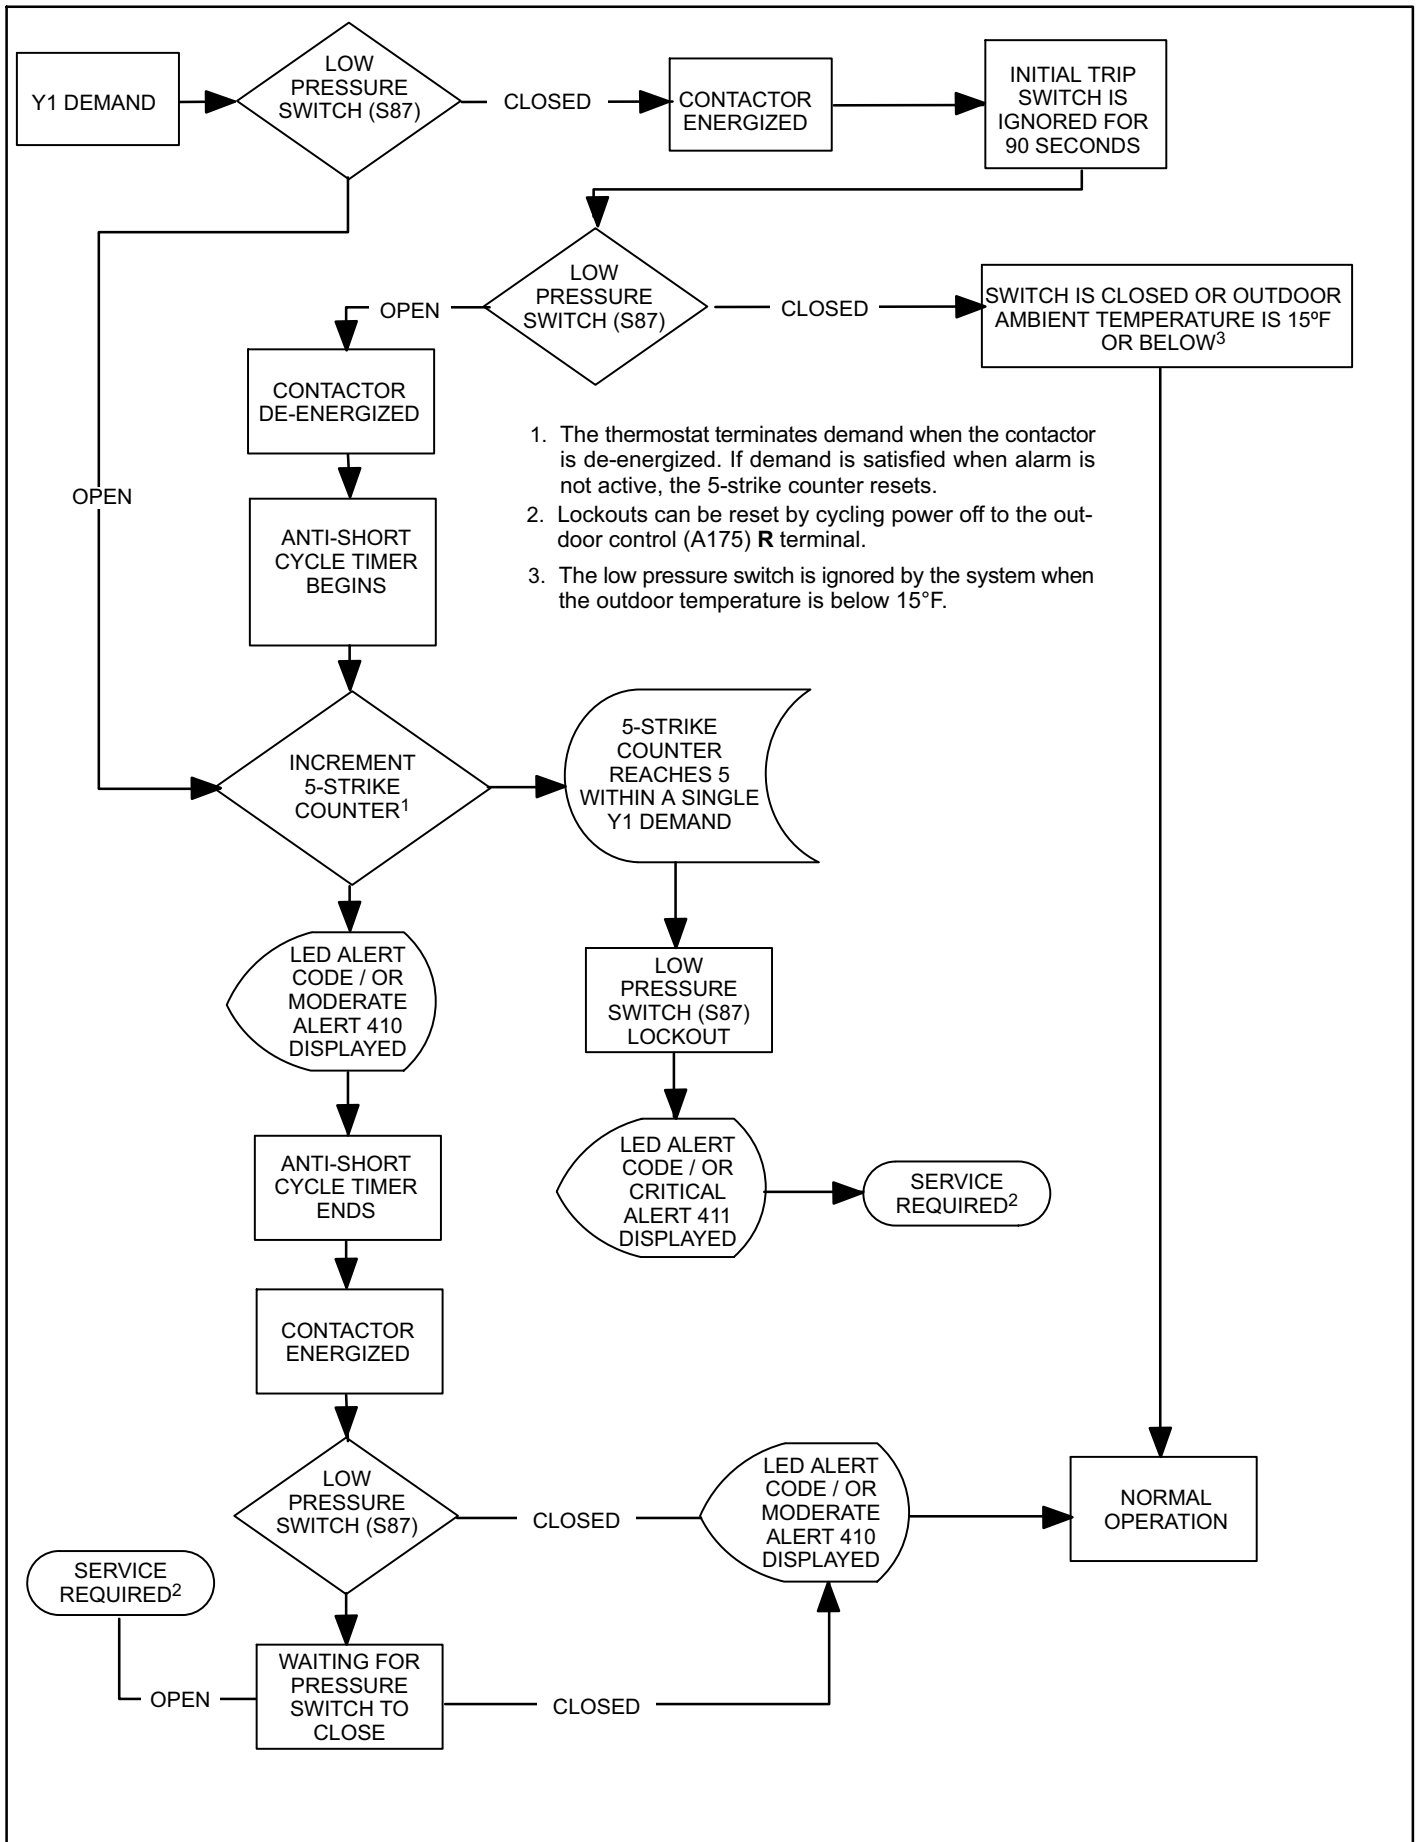 Y1 DEMAND
LOW
PRESSURE
SWITCH (S87)
CLOSED
CONTACTOR
ENERGIZED
INITIAL TRIP
SWITCH IS
IGNORED FOR
90 SECONDS
LOW
PRESSURE
SWITCH (S87)
OPEN
CLOSED
SWITCH IS CLOSED OR OUTDOOR
AMBIENT TEMPERATURE IS 15ºF
OR BELOW3
CONTACTOR
DE-ENERGIZED
1. The thermostat terminates demand when the contactor
is de-energized. If demand is satisfied when alarm is
not active, the 5-strike counter resets.
2. Lockouts can be reset by cycling power off to the out-
door control (A175) R terminal.
3. The low pressure switch is ignored by the system when
the outdoor temperature is below 15°F.
OPEN
ANTI-SHORT
CYCLE TIMER
BEGINS
INCREMENT
5-STRIKE
COUNTER1
5-STRIKE
COUNTER
REACHES 5
WITHIN A SINGLE
Y1 DEMAND
LED ALERT
CODE / OR
MODERATE
ALERT 410
DISPLAYED
LOW
PRESSURE
SWITCH (S87)
LOCKOUT
ANTI-SHORT
CYCLE TIMER
ENDS
LED ALERT
CODE / OR
CRITICAL
ALERT 411
DISPLAYED
SERVICE
REQUIRED2
CONTACTOR
ENERGIZED
LOW
PRESSURE
SWITCH (S87)
CLOSED
LED ALERT
CODE / OR
MODERATE
ALERT 410
DISPLAYED
NORMAL
OPERATION
SERVICE
REQUIRED2
OPEN
WAITING FOR
PRESSURE
SWITCH TO
CLOSE
CLOSED